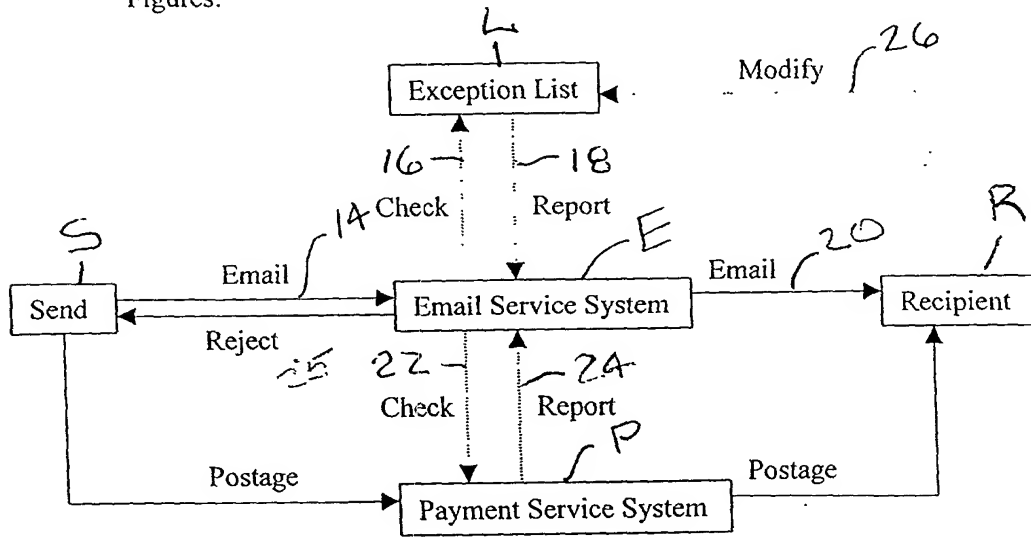 Figures:
L
26
Modify
Exception List
16
18
Check
Report
14
S
E
20
R
Email
Email
Send
Email Service System
Recipient
Reject
22
24
Check
Report
P
Postage
Postage
Payment Service System